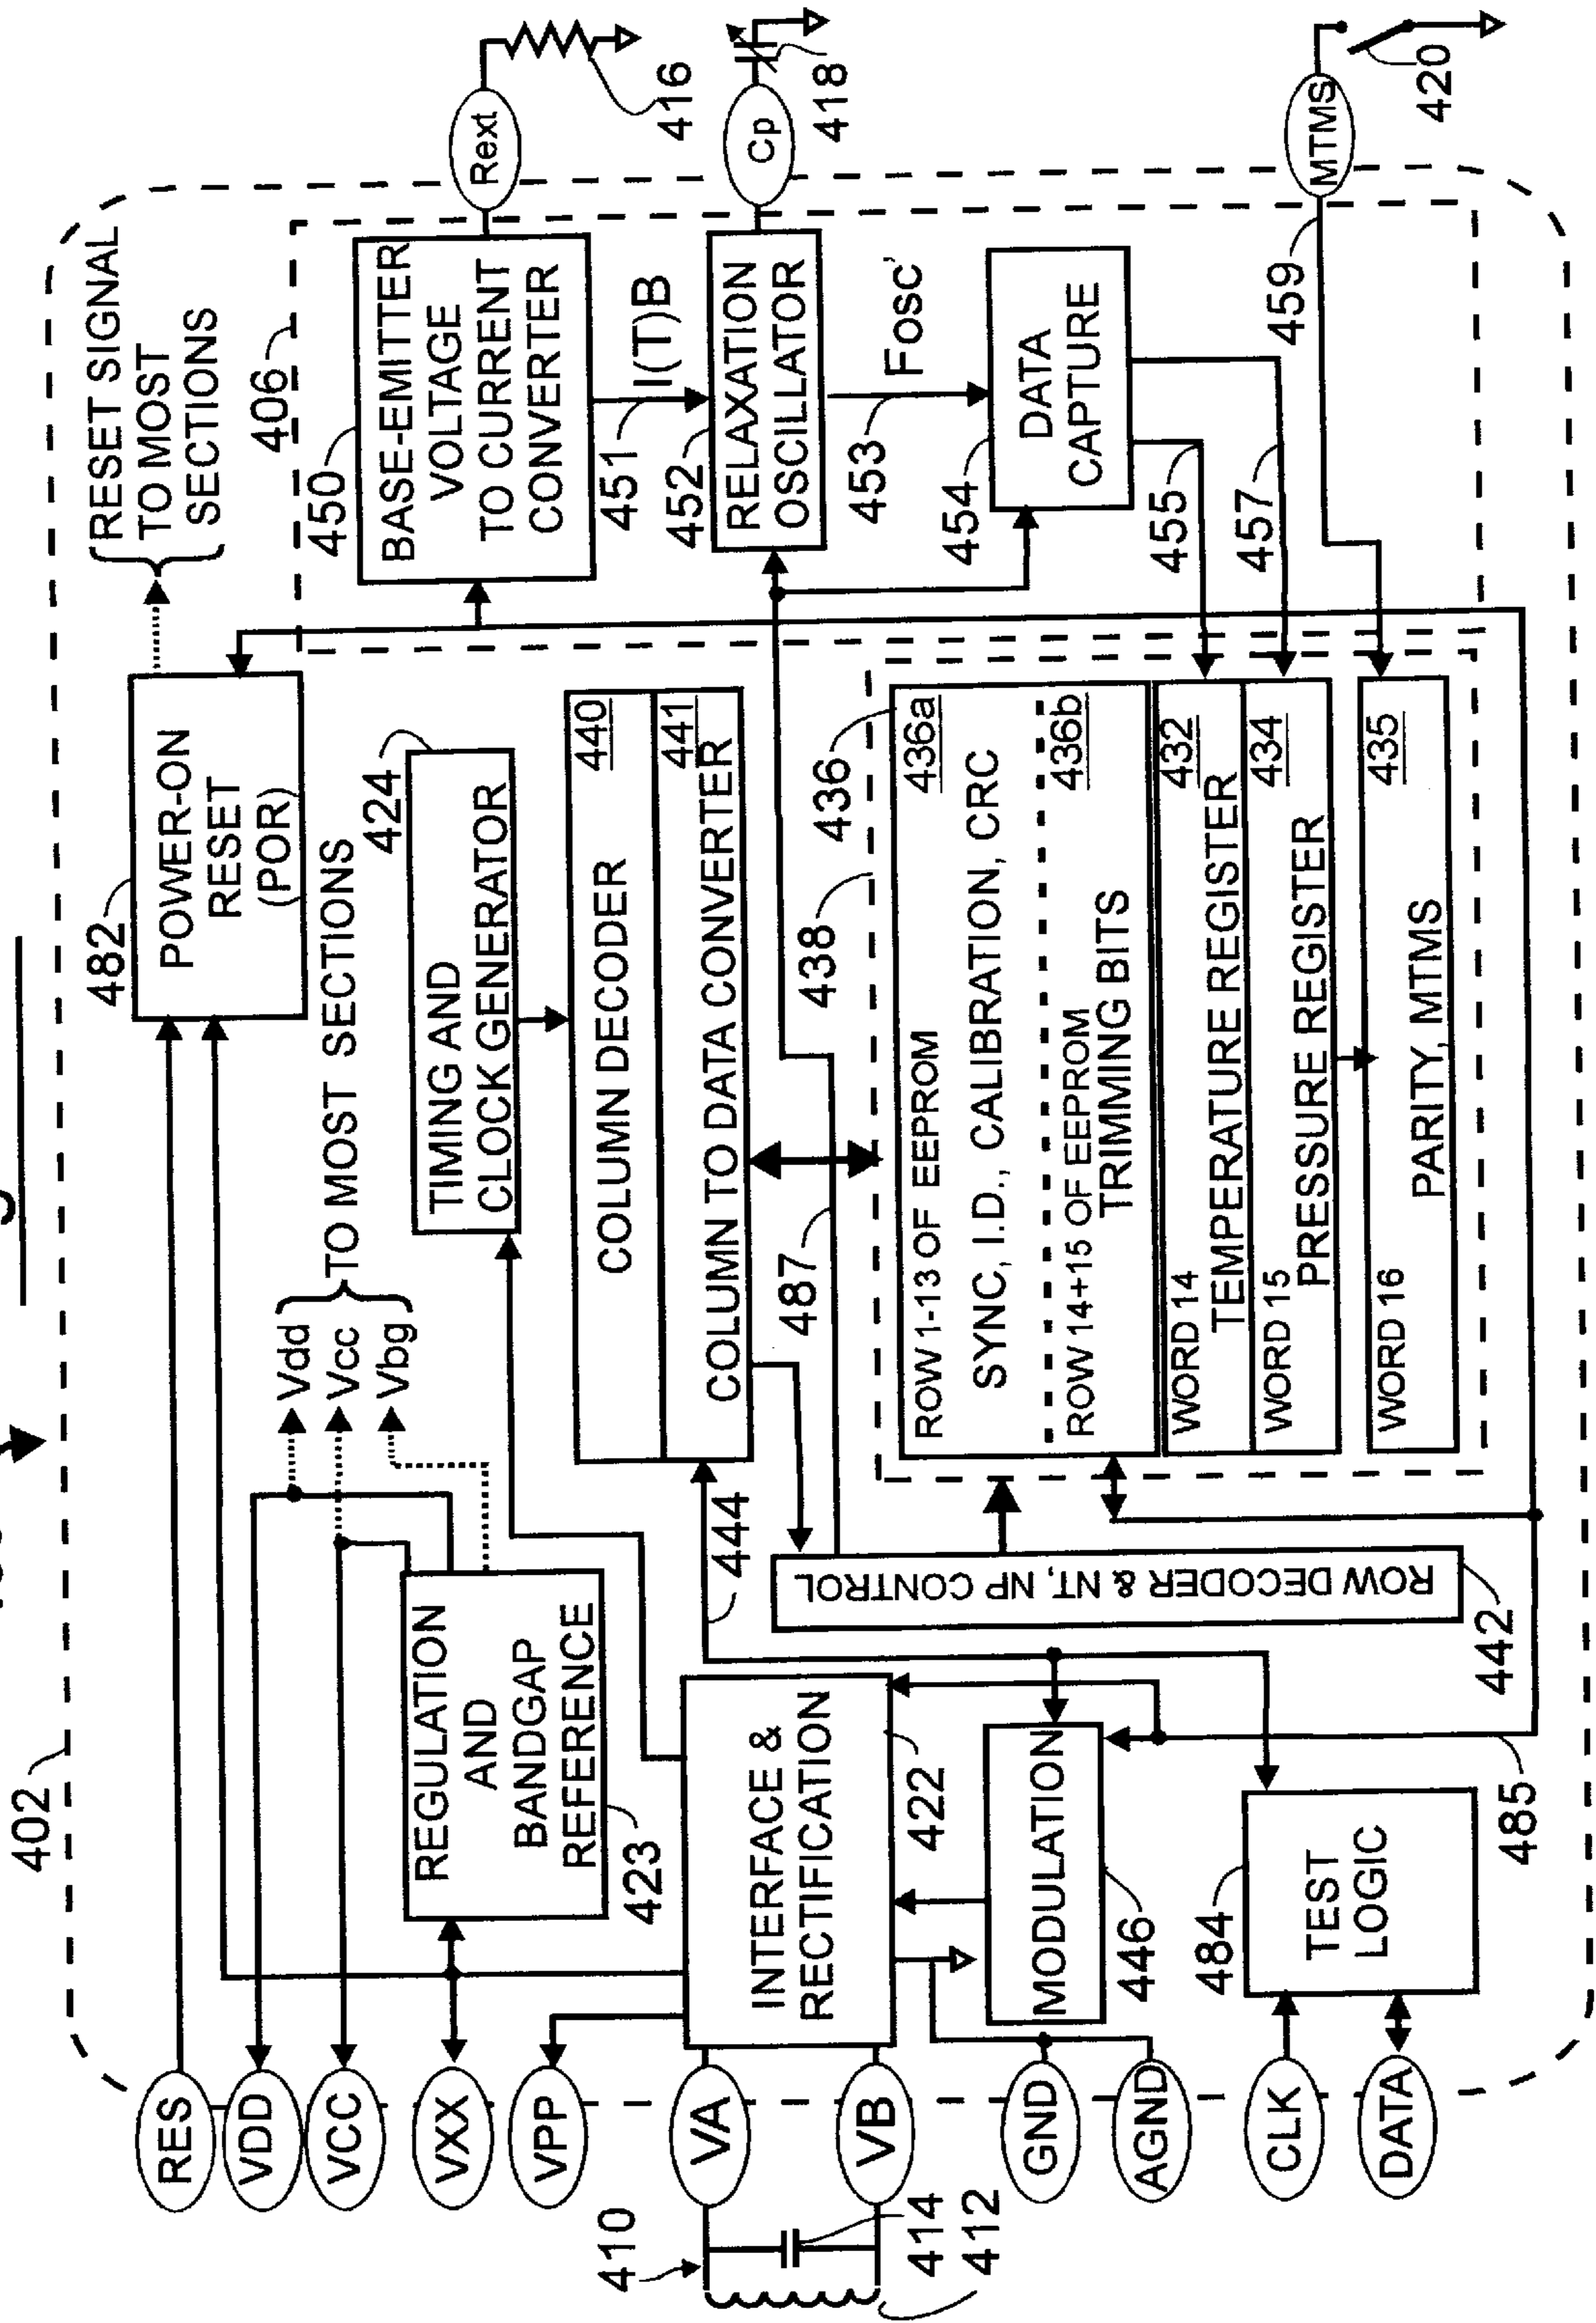 402
RESET SIGNAL
TO MOST
SECTIONS
406
482
POWER-ON
RESET
(POR)
450
BASE-EMITTER
VOLTAGE
TO CURRENT
CONVERTER
Rext
416
451
I(T)B
452
RELAXATION
OSCILLATOR
Cp
418
453
Fosc'
454
DATA
CAPTURE
455
457
459
MTMS
420
RES
VDD
VCC
VXX
VPP
VA
VB
GND
AGND
CLK
DATA
410
414
412
Vdd
Vcc
Vbg
TO MOST SECTIONS
REGULATION
AND
BANDGAP
REFERENCE
423
424
TIMING AND
CLOCK GENERATOR
COLUMN DECODER
440
COLUMN TO DATA CONVERTER
441
444
487
438
436
INTERFACE &
RECTIFICATION
422
MODULATION
446
484
TEST
LOGIC
485
ROW DECODER & NT, NP CONTROL
442
ROW 1-13 OF EEPROM
436a
SYNC, I.D., CALIBRATION, CRC
ROW 14+15 OF EEPROM
436b
TRIMMING BITS
WORD 14
432
TEMPERATURE REGISTER
WORD 15
434
PRESSURE REGISTER
WORD 16
435
PARITY, MTMS